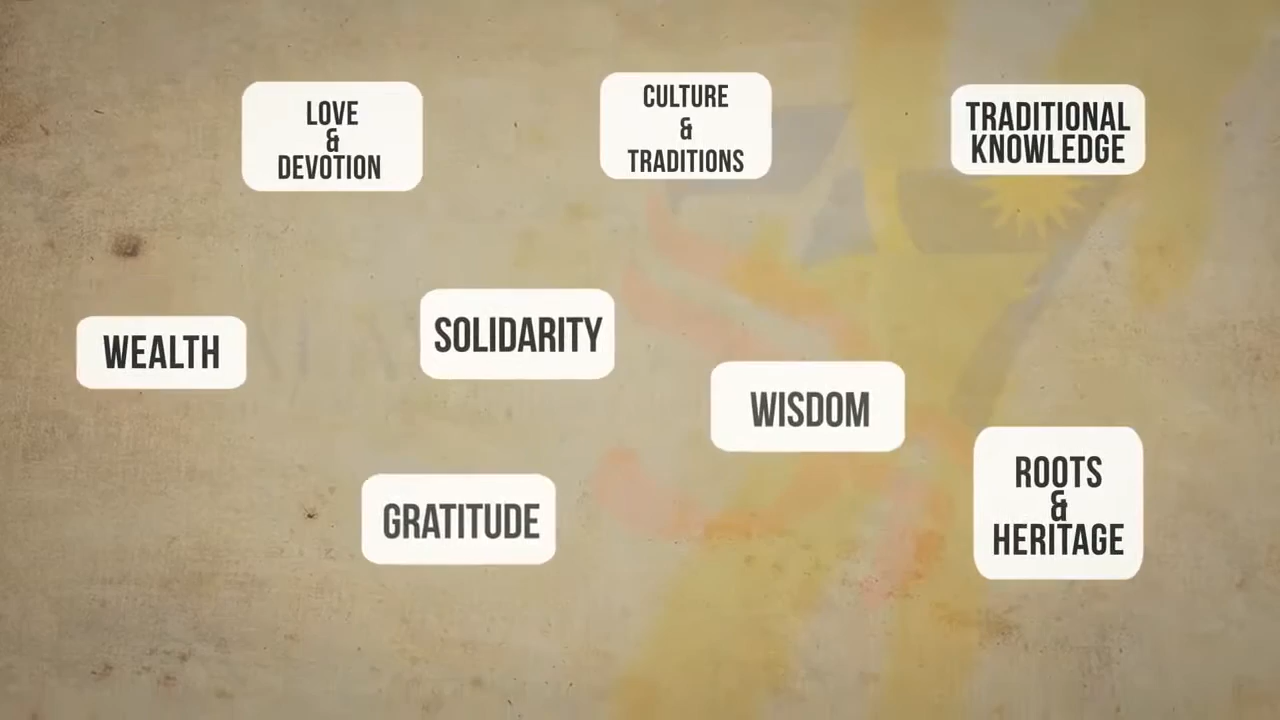 LOVE
&
DEVOTION
CULTURE
&
TRADITIONS
TRADITIONAL
KNOWLEDGE
WEALTH
SOLIDARITY
WISDOM
GRATITUDE
ROOTS
&
HERITAGE